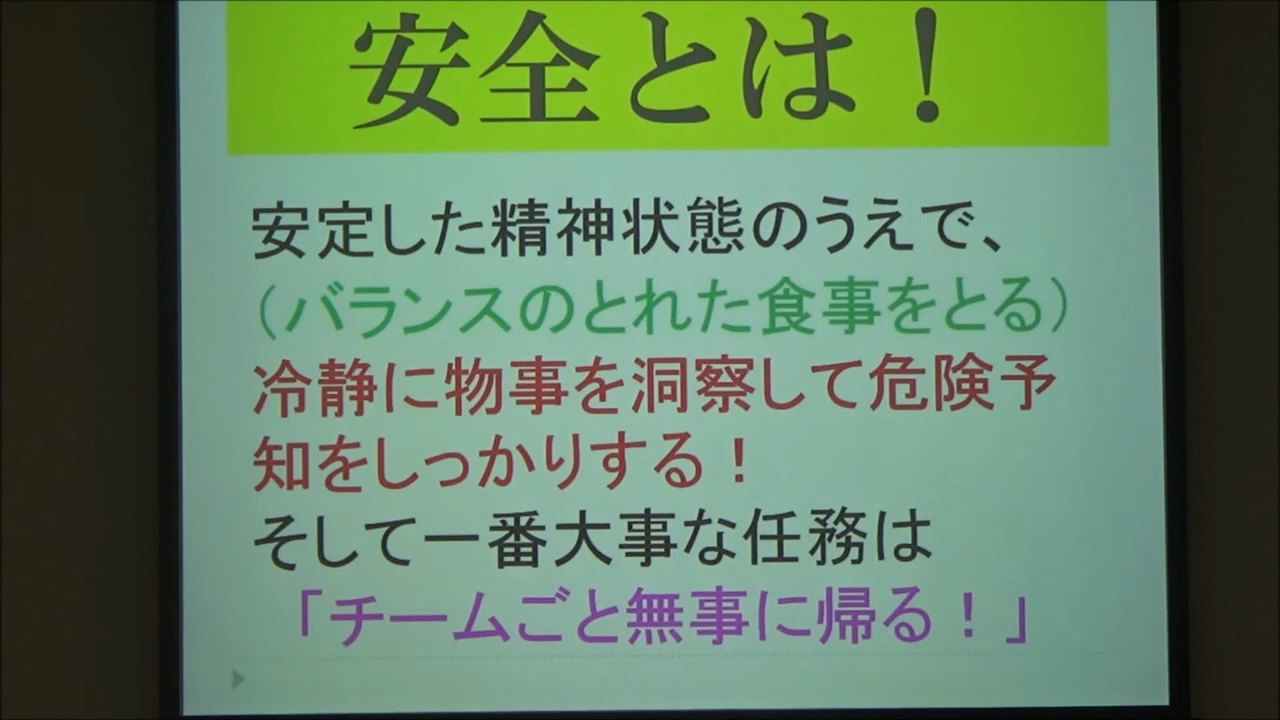 安全とは！
安定した精神状態のうえで、
（バランスのとれた食事をとる）
冷静に物事を洞察して危険予
知をしっかりする！
そして一番大事な任務は
「チームごと無事に帰る！」